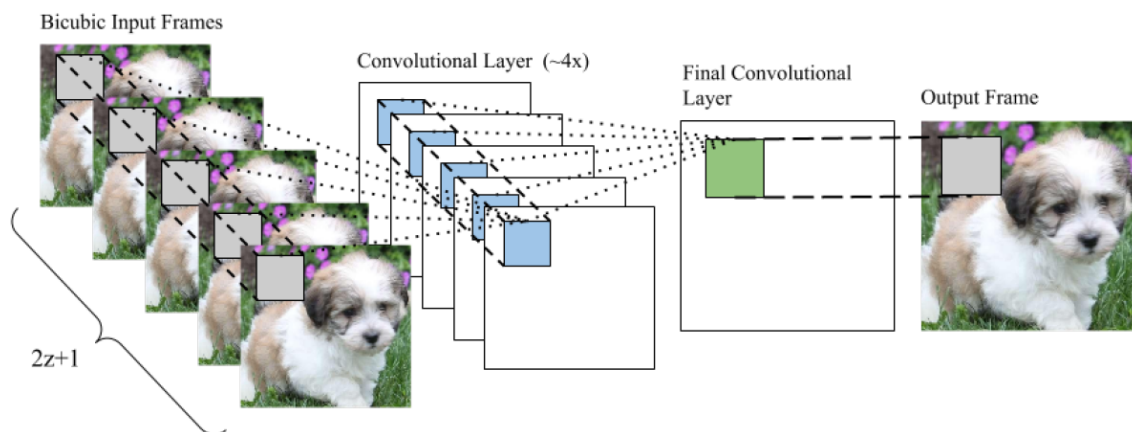 Bicubic Input Frames
Convolutional Layer (~4x)
Final Convolutional
Layer
Output Frame
2z+1